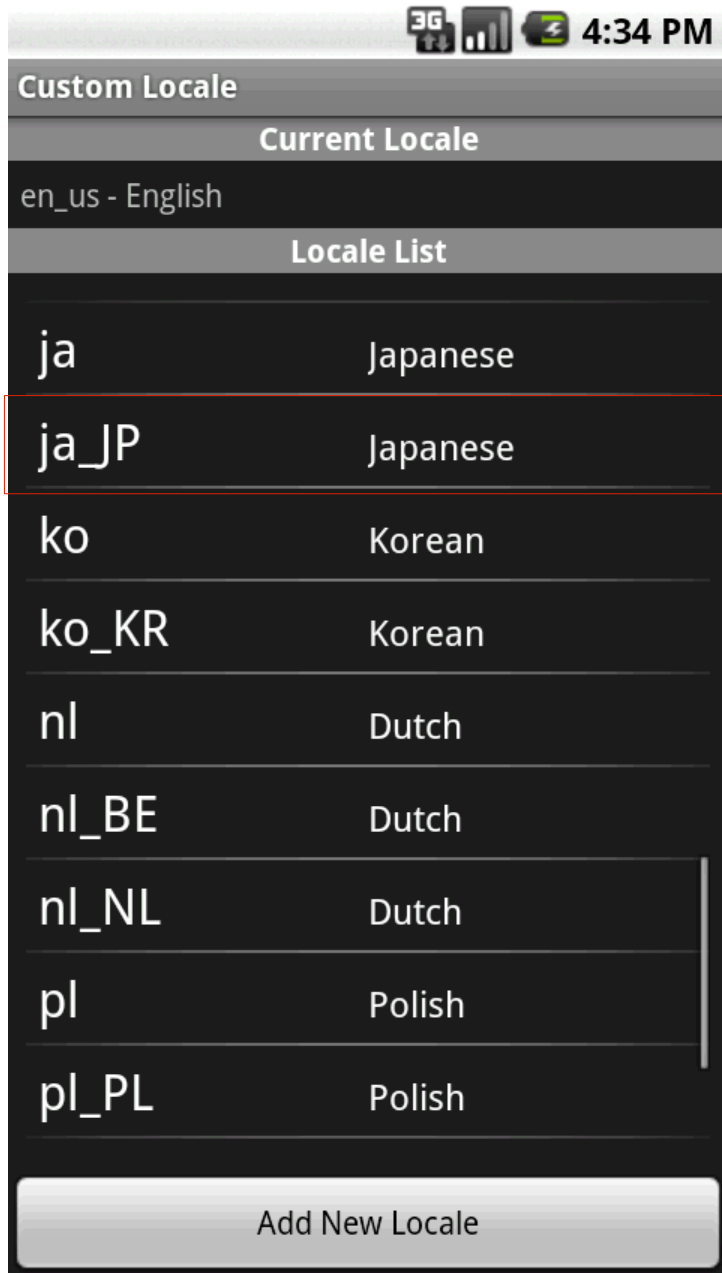 3G 4:34 PM
Custom Locale
Current Locale
en_us - English
Locale List
ja Japanese
ja_JP Japanese
ko Korean
ko_KR Korean
nl Dutch
nl_BE Dutch
nl_NL Dutch
pl Polish
pl_PL Polish
Add New Locale